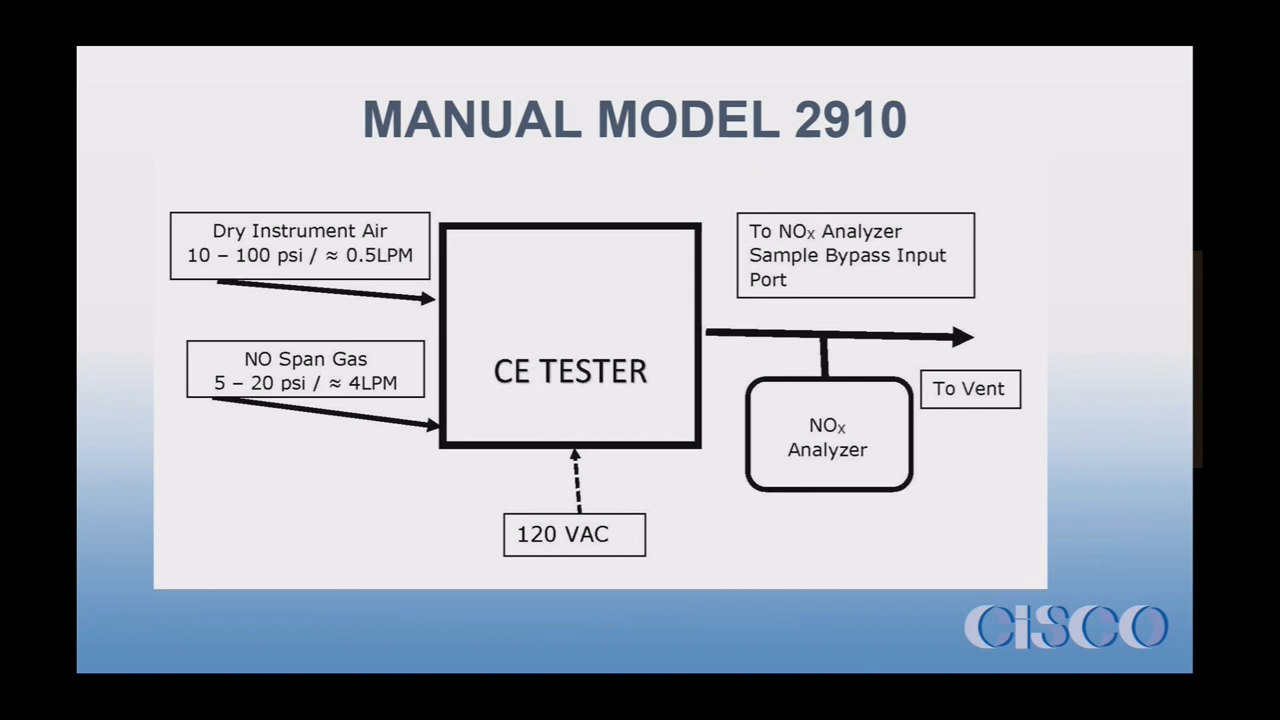 MANUAL MODEL 2910
Dry Instrument Air
10 – 100 psi / ≈ 0.5LPM
NO Span Gas
5 – 20 psi / ≈ 4LPM
CE TESTER
120 VAC
To NOₓ Analyzer
Sample Bypass Input
Port
To Vent
NOₓ
Analyzer
CiSCO